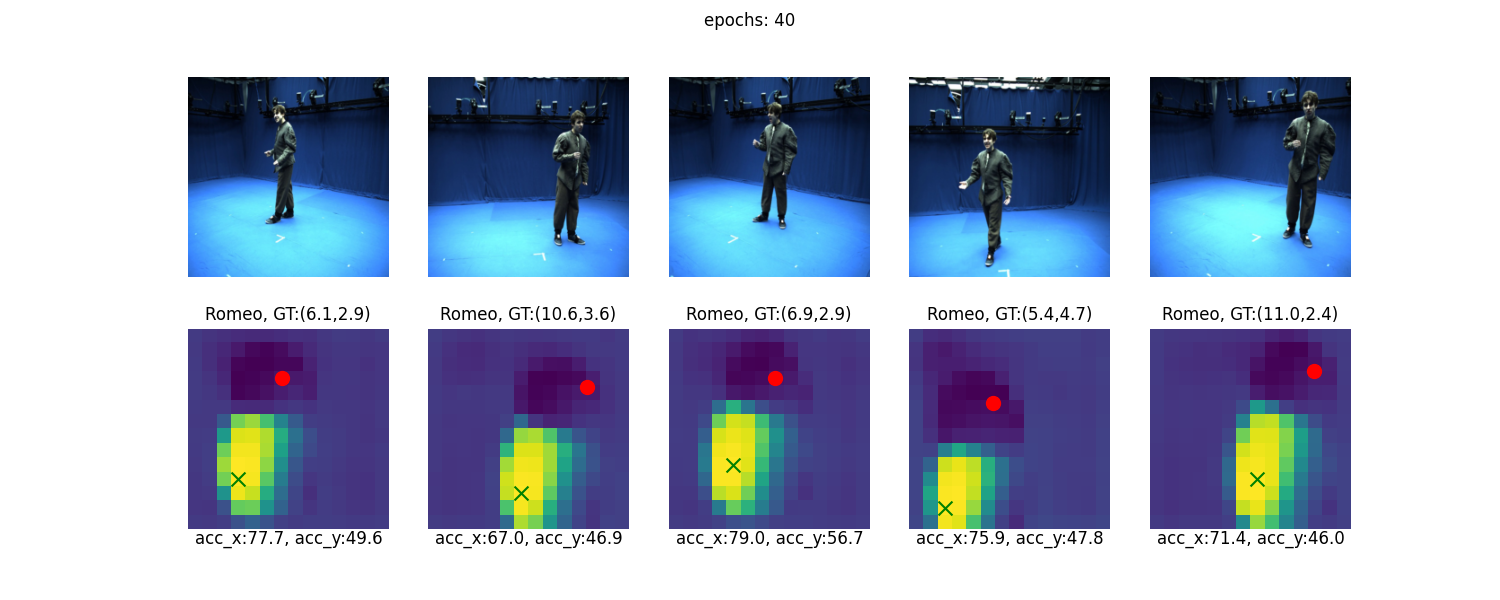 epochs: 40
Romeo, GT:(6.1,2.9)
Romeo, GT:(10.6,3.6)
Romeo, GT:(6.9,2.9)
Romeo, GT:(5.4,4.7)
Romeo, GT:(11.0,2.4)
acc_x:77.7, acc_y:49.6
acc_x:67.0, acc_y:46.9
acc_x:79.0, acc_y:56.7
acc_x:75.9, acc_y:47.8
acc_x:71.4, acc_y:46.0